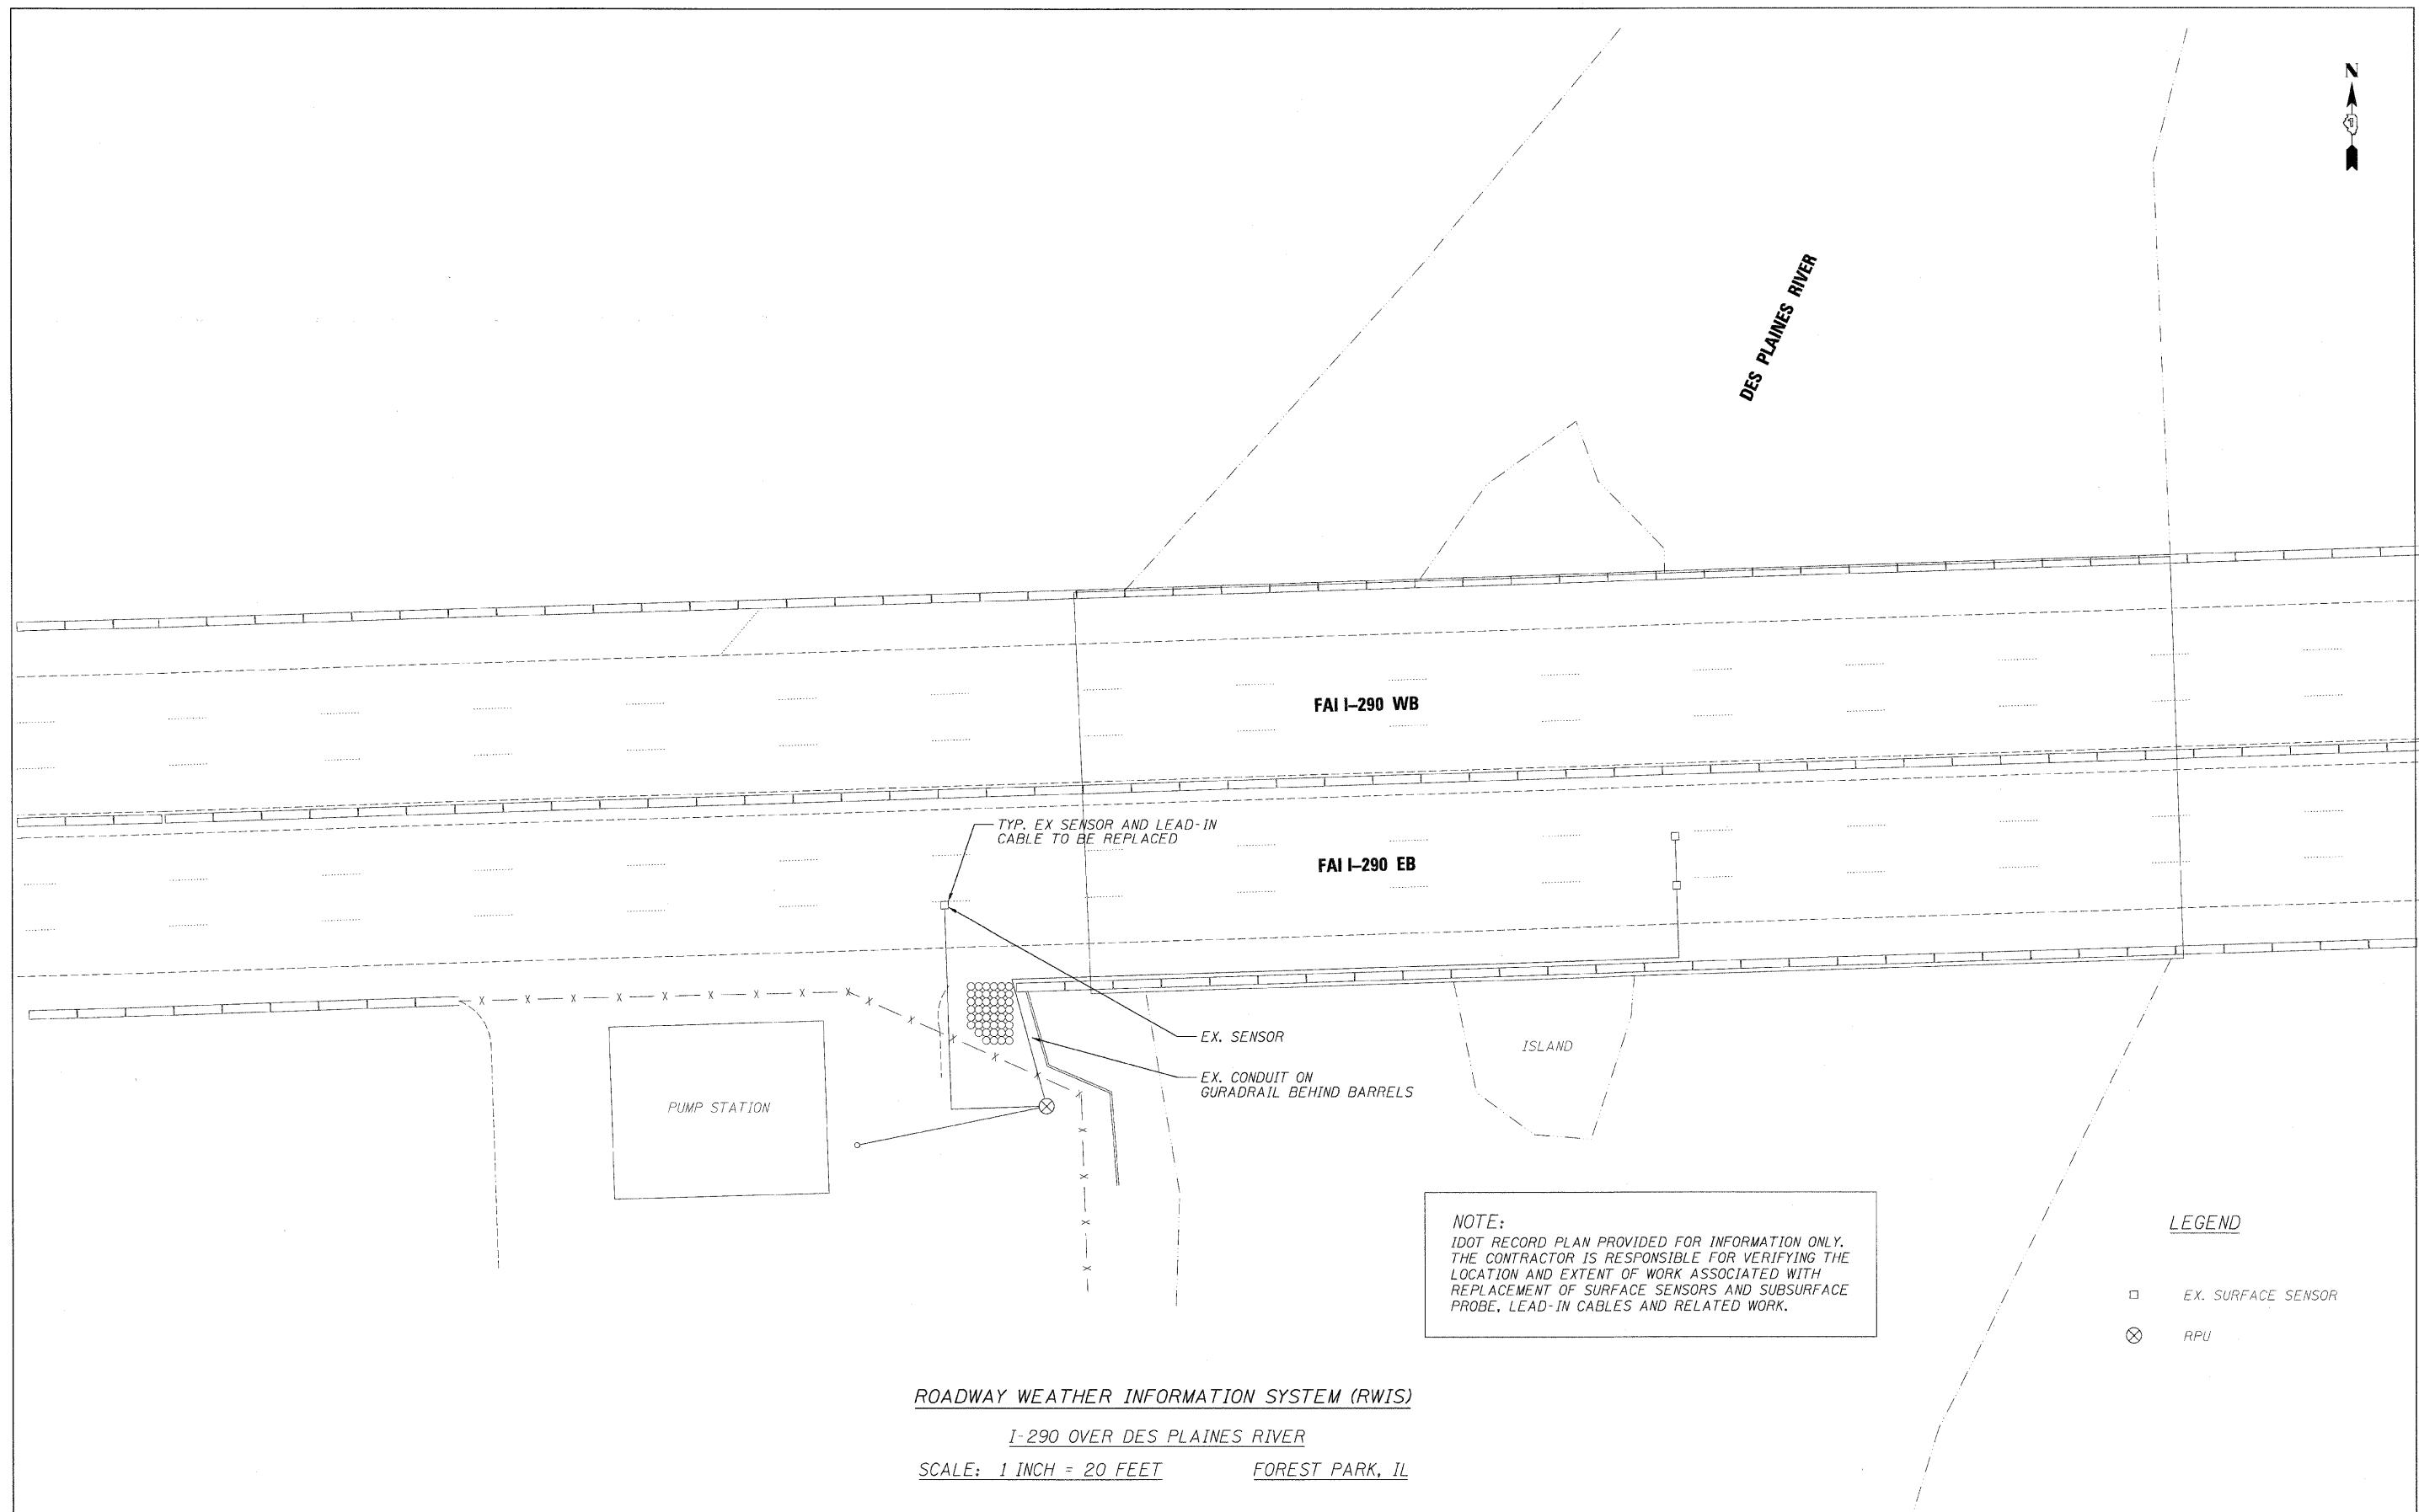 N
1
DES PLAINES RIVER
FAI I-290 WB
TYP. EX SENSOR AND LEAD-IN
CABLE TO BE REPLACED
FAI I-290 EB
EX. SENSOR
EX. CONDUIT ON
GURADRAIL BEHIND BARRELS
ISLAND
PUMP STATION
NOTE:
IDOT RECORD PLAN PROVIDED FOR INFORMATION ONLY.
THE CONTRACTOR IS RESPONSIBLE FOR VERIFYING THE
LOCATION AND EXTENT OF WORK ASSOCIATED WITH
REPLACEMENT OF SURFACE SENSORS AND SUBSURFACE
PROBE, LEAD-IN CABLES AND RELATED WORK.
LEGEND
EX. SURFACE SENSOR
RPU
ROADWAY WEATHER INFORMATION SYSTEM (RWIS)
I-290 OVER DES PLAINES RIVER
SCALE: 1 INCH = 20 FEET FOREST PARK, IL